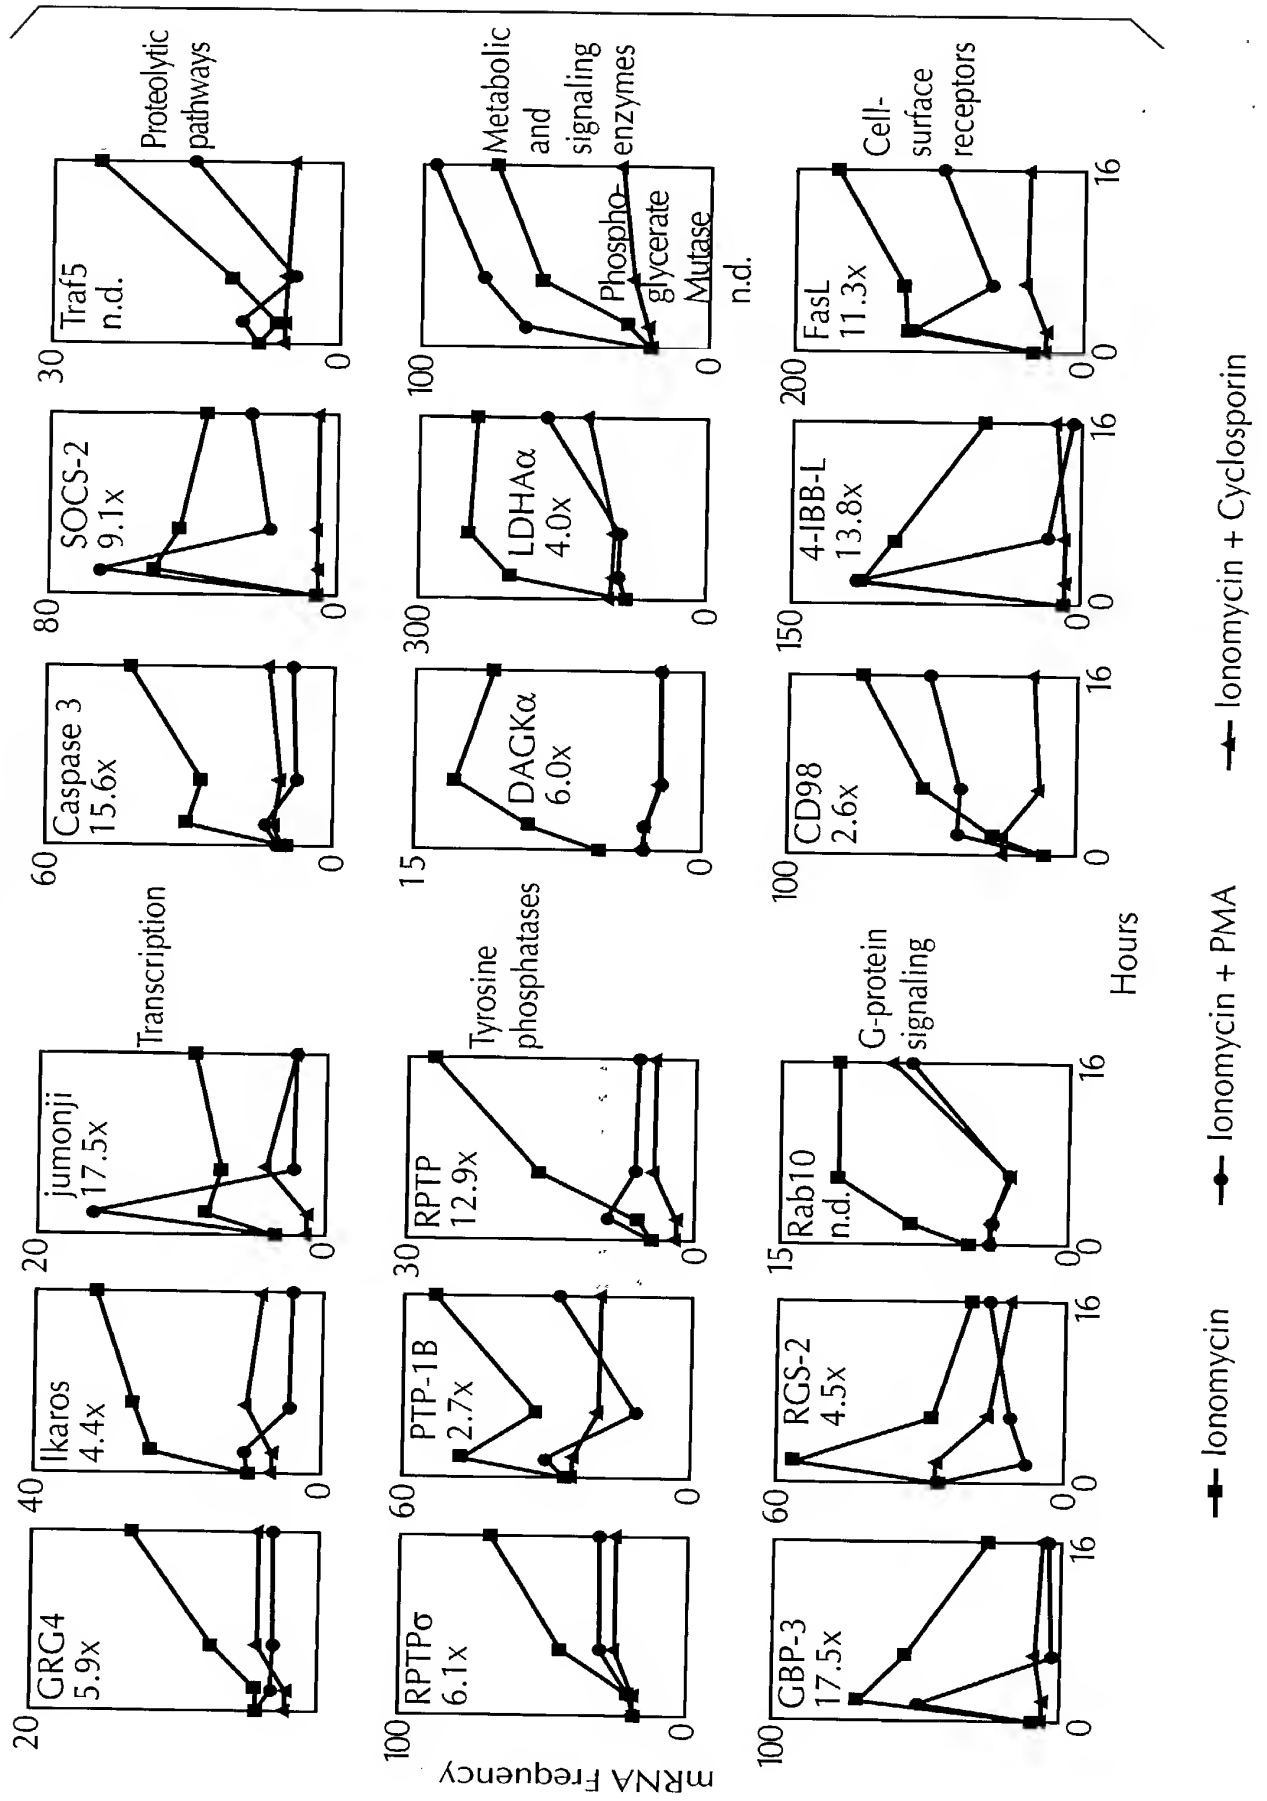 20
GRG4
5.9x
0
40
Ikaros
4.4x
0
20
jumonji
17.5x
0
Transcription
60
Caspase 3
15.6x
0
80
SOCS-2
9.1x
0
30
Traf5
n.d.
0
Proteolytic
pathways
mRNA Frequency
100
RPTPσ
6.1x
0
60
PTP-1B
2.7x
0
30
RPTP
12.9x
0
Tyrosine
phosphatases
15
DAGKα
6.0x
0
300
LDHAα
4.0x
0
100
Phospho-
glycerate
Mutase
n.d.
0
Metabolic
and
signaling
enzymes
100
GBP-3
17.5x
0
16
60
RGS-2
4.5x
0
0
16
15
Rab10
n.d.
0
0
16
G-protein
signaling
100
CD98
2.6x
0
16
150
4-IBB-L
13.8x
0
0
16
200
FasL
11.3x
0
0
16
Cell-
surface
receptors
Hours
Ionomycin
Ionomycin + PMA
Ionomycin + Cyclosporin